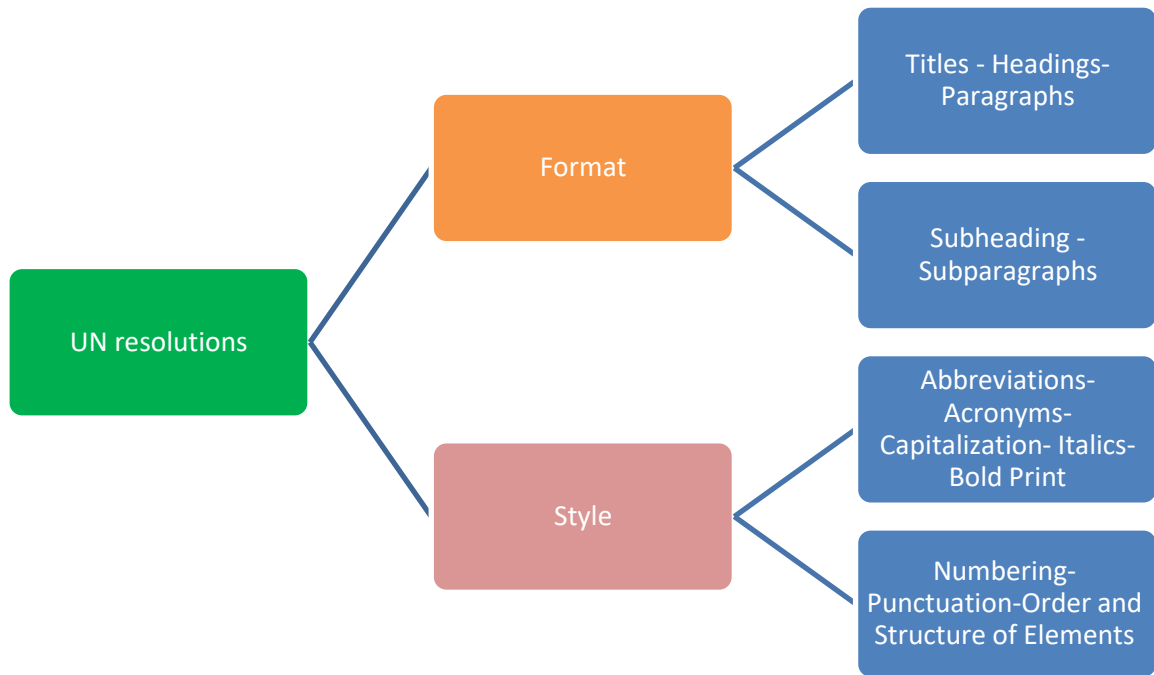 UN resolutions
Format
Titles - Headings-
Paragraphs
Subheading -
Subparagraphs
Style
Abbreviations-
Acronyms-
Capitalization- Italics-
Bold Print
Numbering-
Punctuation-Order and
Structure of Elements